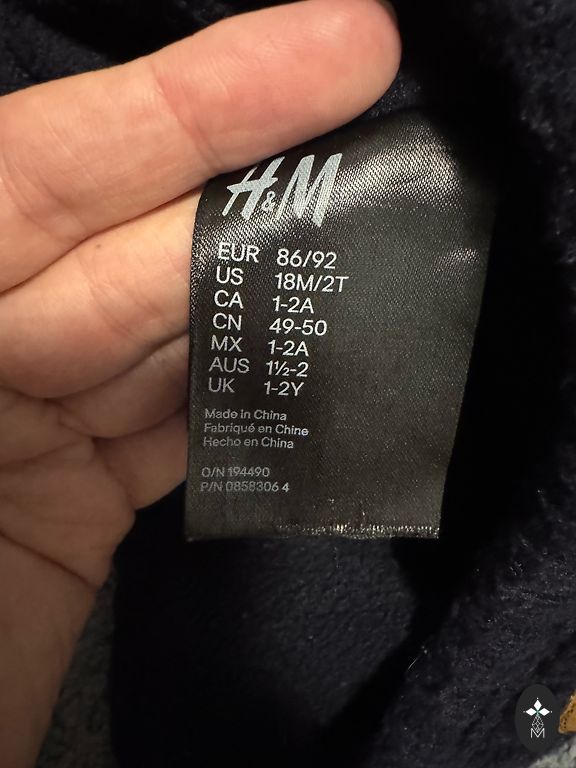 H&M
EUR 86/92
US 18M/2T
CA 1-2A
CN 49-50
MX 1-2A
AUS 1½-2
UK 1-2Y
Made in China
Fabriqué en Chine
Hecho en China
O/N 194490
P/N 0858306 4
M